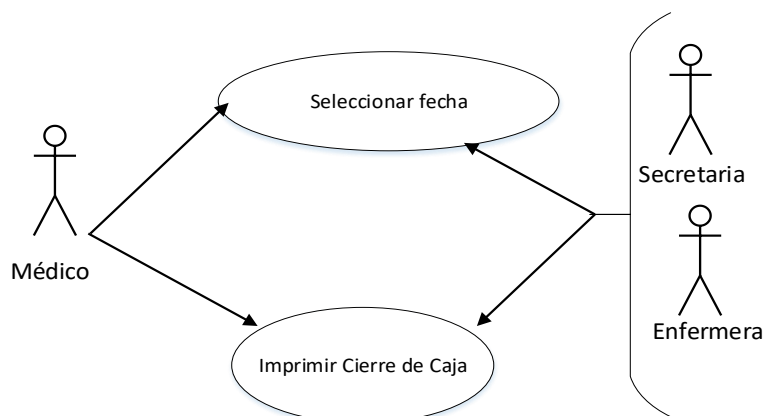 Seleccionar fecha
Secretaria
Médico
Enfermera
Imprimir Cierre de Caja